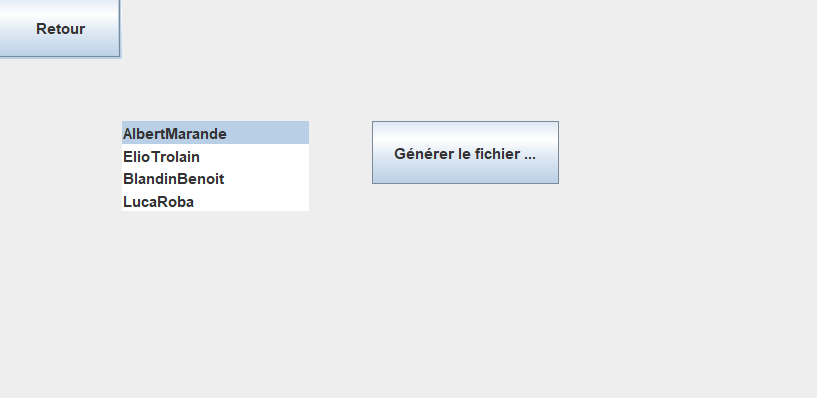 Retour
AlbertMarande
Générer le fichier ...
ElioTrolain
BlandinBenoit
LucaRoba